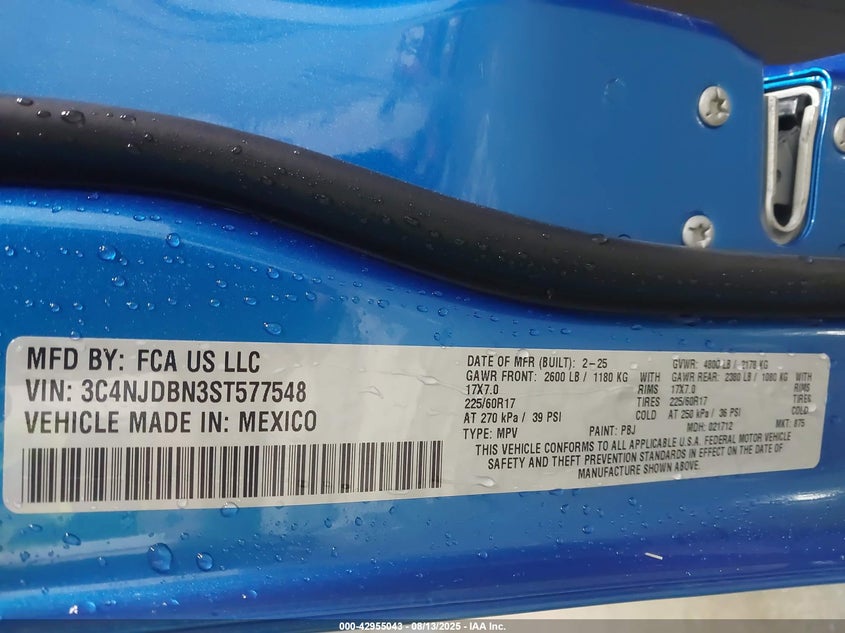 MFD BY: FCA US LLC
VIN: 3C4NJDBN3ST577548
VEHICLE MADE IN: MEXICO
DATE OF MFR (BUILT): 2-25 GVWR: 4800 LB / 2178 KG
GAWR FRONT: 2600 LB / 1180 KG WITH GAWR REAR: 2380 LB / 1080 KG WITH
17X7.0 RIMS 17X7.0 RIMS
225/60R17 TIRES 225/60R17 TIRES
AT 270 kPa / 39 PSI COLD AT 250 kPa / 36 PSI COLD
TYPE: MPV PAINT: PBJ MDH: 021712 MKT: 875
THIS VEHICLE CONFORMS TO ALL APPLICABLE U.S.A. FEDERAL MOTOR VEHICLE
SAFETY AND THEFT PREVENTION STANDARDS IN EFFECT ON THE DATE OF
MANUFACTURE SHOWN ABOVE.
000-42955043 - 08/13/2025 - IAA Inc.